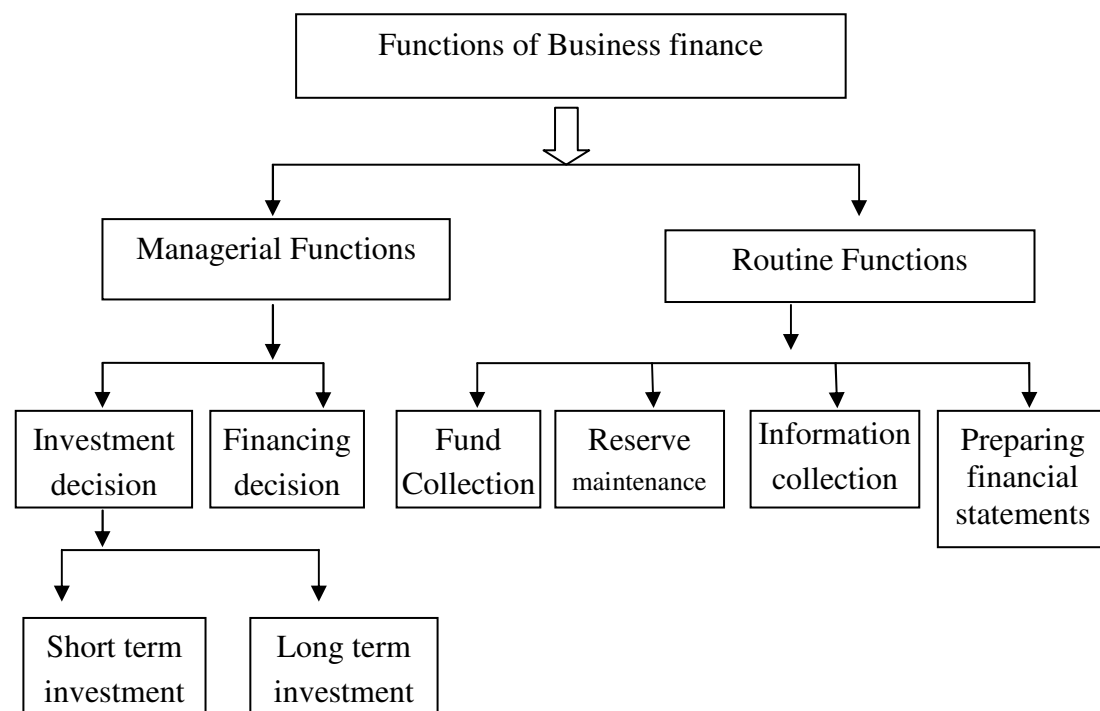 Functions of Business finance
Managerial Functions
Routine Functions
Investment
decision
Financing
decision
Fund
Collection
Reserve
maintenance
Information
collection
Preparing
financial
statements
Short term
investment
Long term
investment